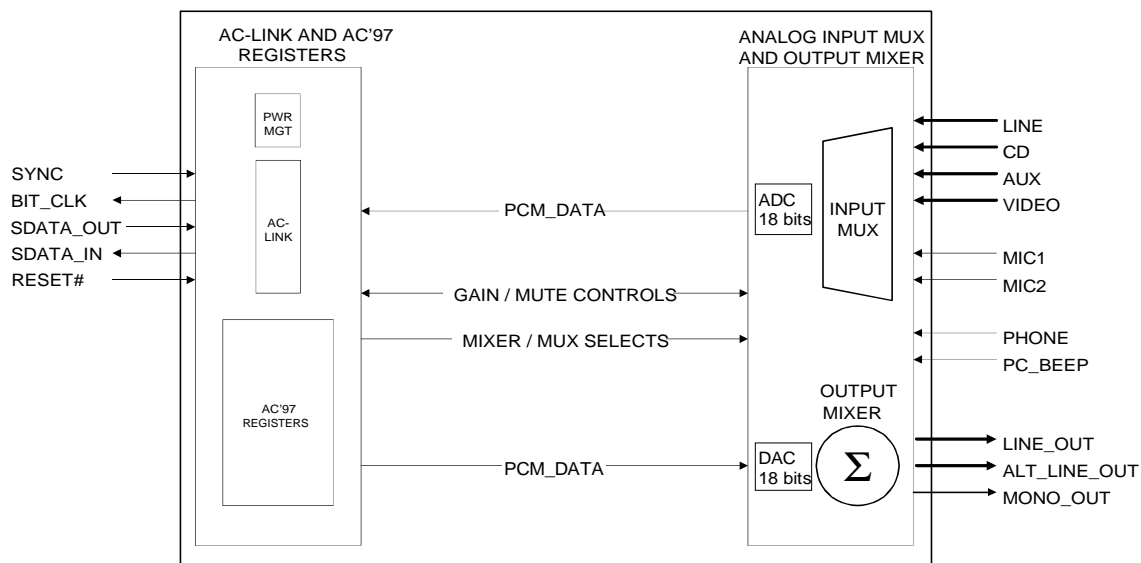 AC-LINK AND AC'97
REGISTERS
PWR
MGT
AC-
LINK
AC'97
REGISTERS
SYNC
BIT_CLK
SDATA_OUT
SDATA_IN
RESET#
PCM_DATA
GAIN / MUTE CONTROLS
MIXER / MUX SELECTS
PCM_DATA
ANALOG INPUT MUX
AND OUTPUT MIXER
ADC
18 bits
INPUT
MUX
OUTPUT
MIXER
DAC
18 bits
Σ
LINE
CD
AUX
VIDEO
MIC1
MIC2
PHONE
PC_BEEP
LINE_OUT
ALT_LINE_OUT
MONO_OUT